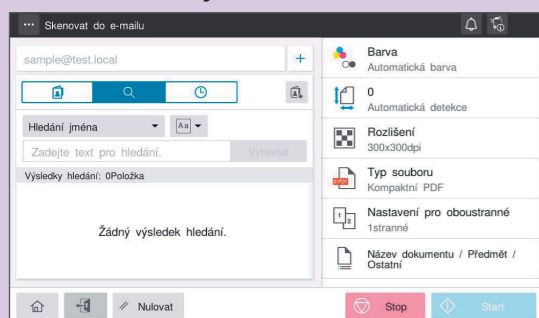 Skenovat do e-mailu
sample@test.local
+
Hledání jména
Aa
Zadejte text pro hledání.
Vyhledat
Výsledky hledání: 0Položka
Žádný výsledek hledání.
Barva
Automatická barva
0
Automatická detekce
Rozlišení
300x300dpi
Typ souboru
Kompaktní PDF
Nastavení pro oboustranné
1stranné
Název dokumentu / Předmět /
Ostatní
Nulovat
Stop
Start